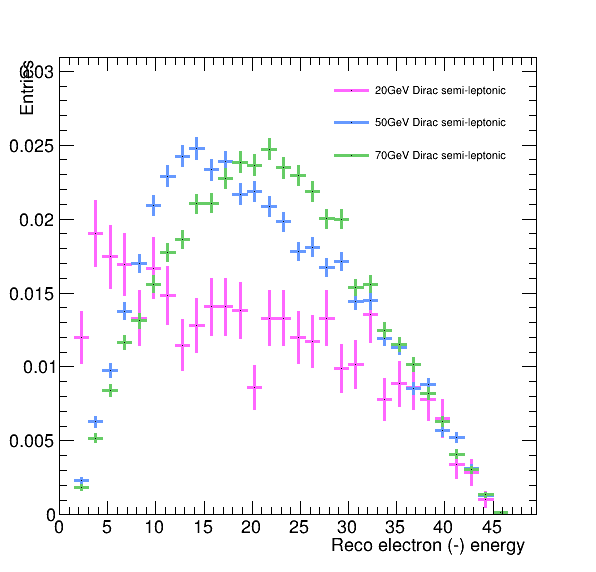 Entries
0.03
20GeV Dirac semi-leptonic
50GeV Dirac semi-leptonic
70GeV Dirac semi-leptonic
0.025
0.02
0.015
0.01
0.005
0
0 5 10 15 20 25 30 35 40 45
Reco electron (-) energy